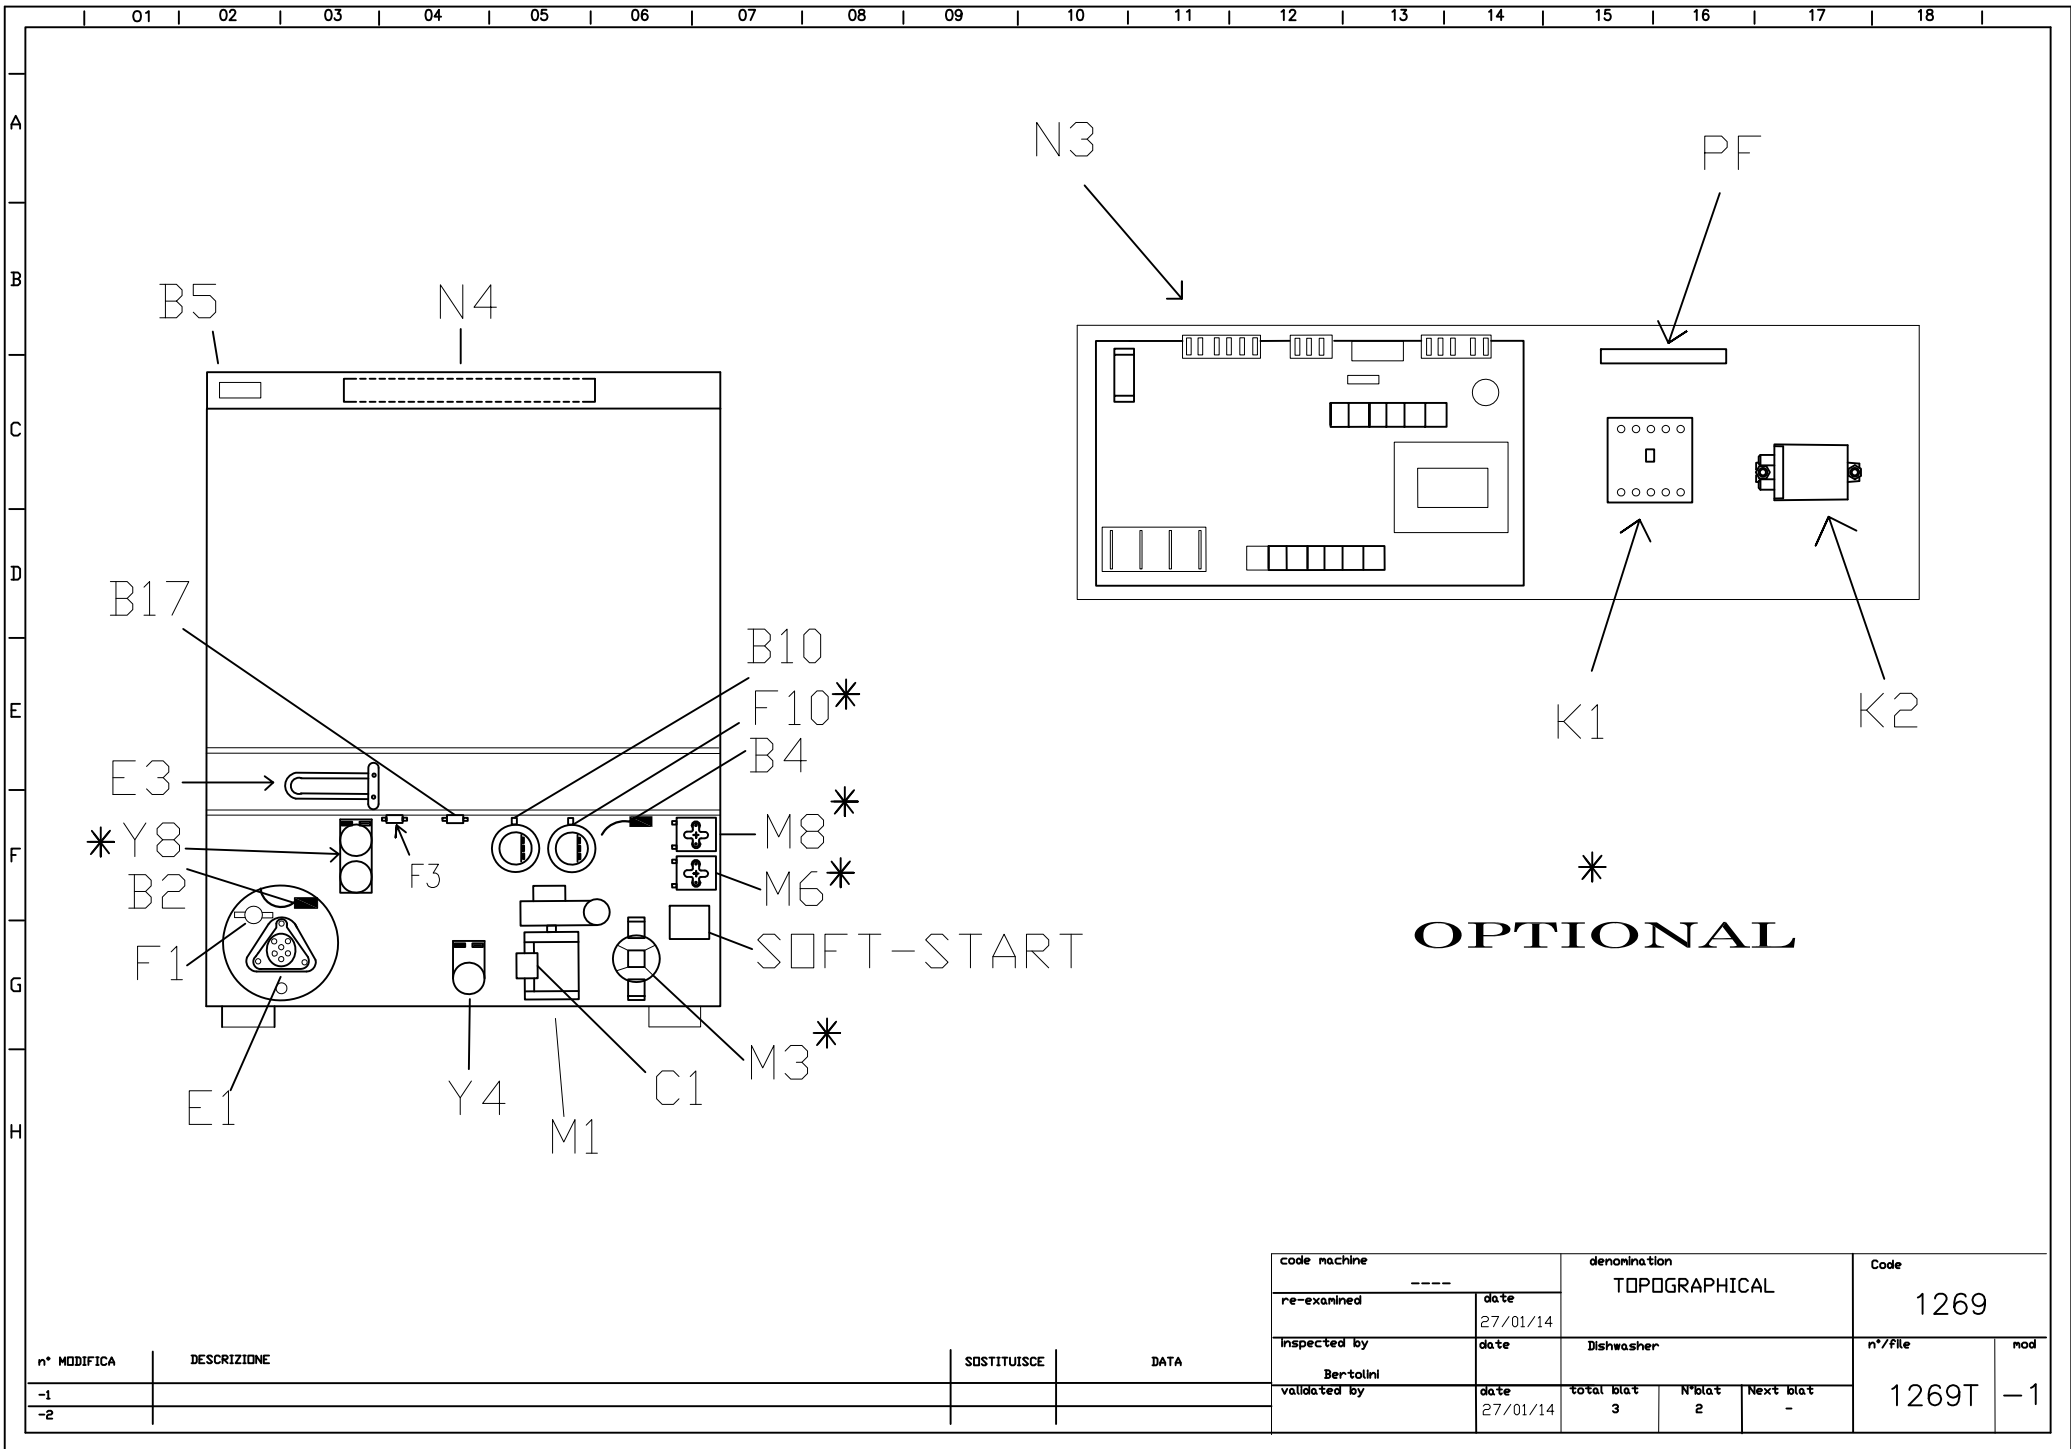 01 02 03 04 05 06 07 08 09 10 11 12 13 14 15 16 17 18
A
B
C
D
E
F
G
H
N3
PF
B5
N4
B17
B10
F10*
B4
K1
K2
E3
*
M8
*Y8
F3
B2
M6*
*
OPTIONAL
F1
SOFT-START
M3*
E1
Y4
C1
M1
code machine
----
denomination
TOPOGRAPHICAL
Code
1269
re-examined
date
27/01/14
inspected by
Bertolini
date
Dishwasher
n°/file
1269T
mod
-1
validated by
date
27/01/14
total blat
3
N°blat
2
Next blat
-
n° MODIFICA
DESCRIZIONE
SOSTITUISCE
DATA
-1
-2